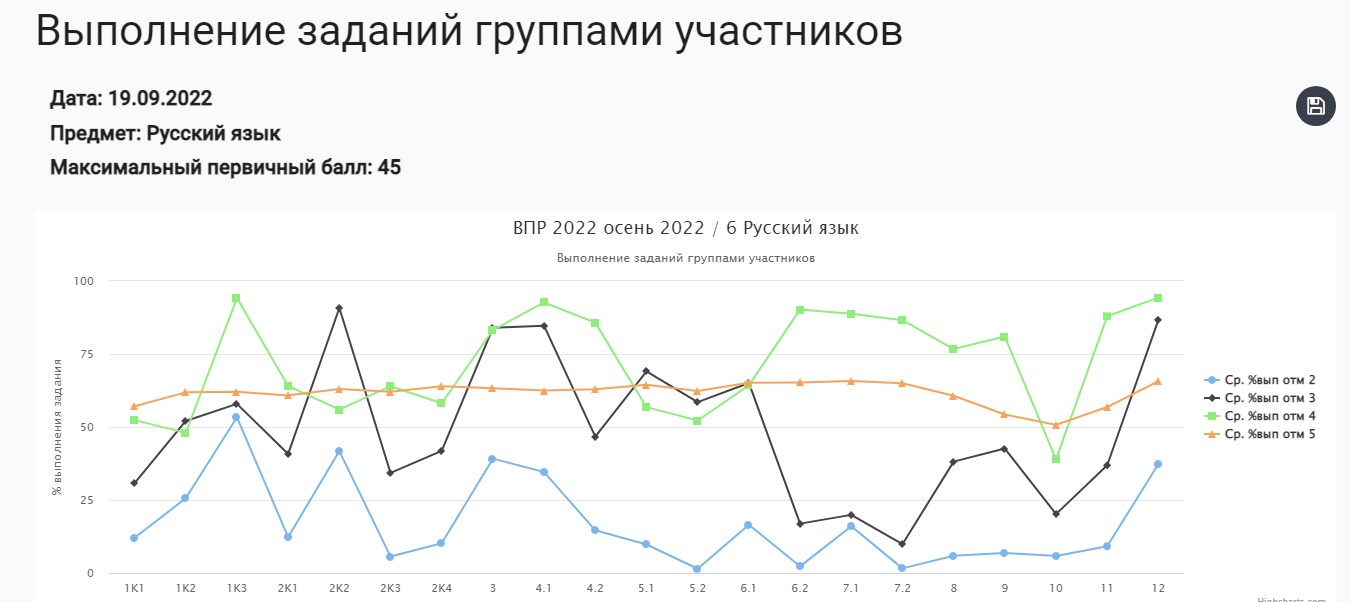 Выполнение заданий группами участников
Дата: 19.09.2022
Предмет: Русский язык
Максимальный первичный балл: 45
ВПР 2022 осень 2022 / 6 Русский язык
Выполнение заданий группами участников
% выполнения задания
100
75
50
25
0
1К1 1К2 1К3 2К1 2К2 2К3 2К4 3 4.1 4.2 5.1 5.2 6.1 6.2 7.1 7.2 8 9 10 11 12
Ср. %вып отм 2
Ср. %вып отм 3
Ср. %вып отм 4
Ср. %вып отм 5
Highcharts.com